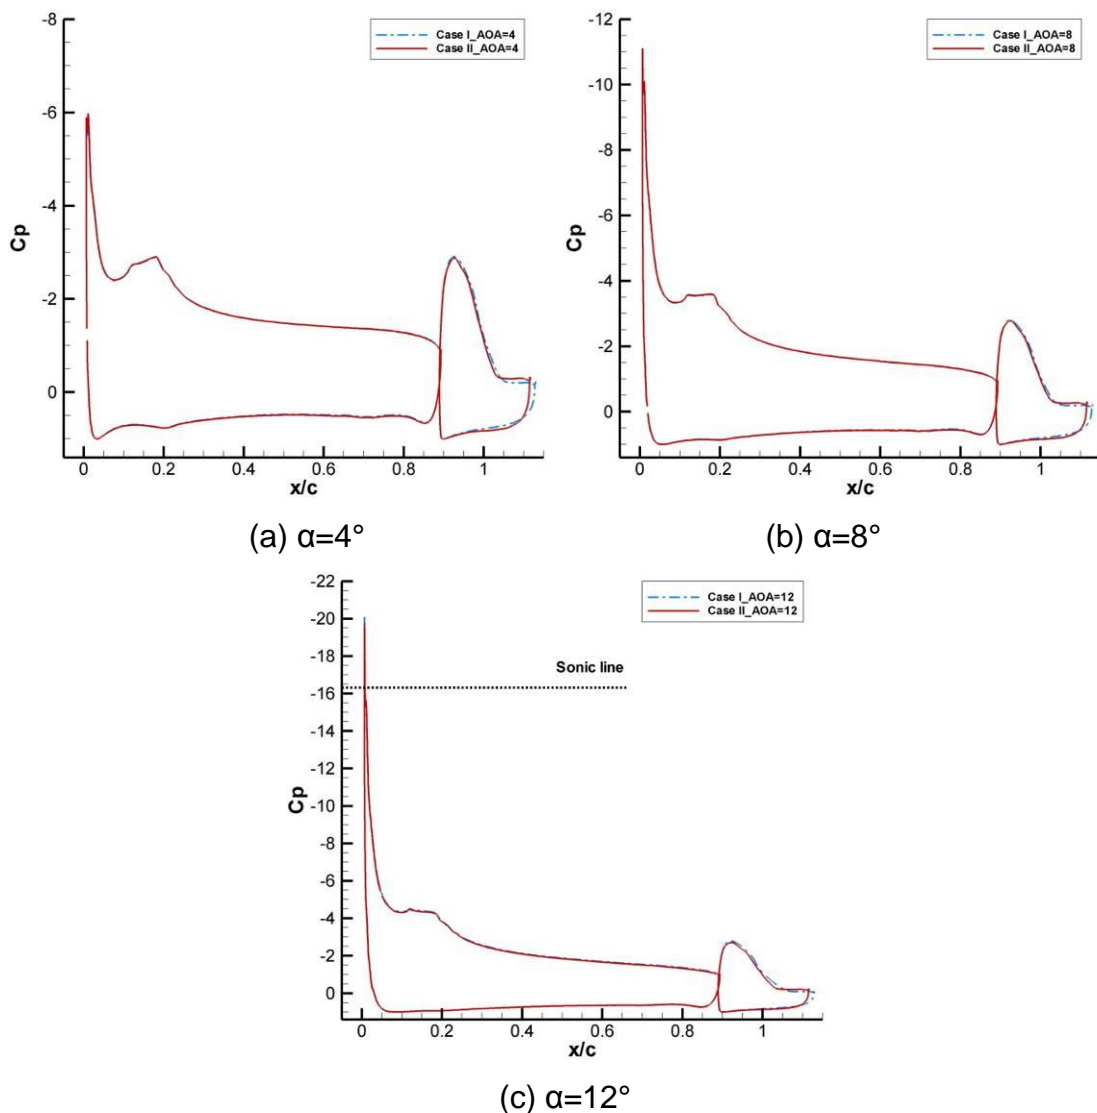 -8
Case I_AOA=4
Case II_AOA=4
-6
-4
Cp
-2
0
0 0.2 0.4 0.6 0.8 1
x/c
(a) α=4°
-12
Case I_AOA=8
Case II_AOA=8
-10
-8
-6
Cp
-4
-2
0
0 0.2 0.4 0.6 0.8 1
x/c
(b) α=8°
-22
Case I_AOA=12
Case II_AOA=12
-20
-18
Sonic line
-16
-14
-12
Cp
-10
-8
-6
-4
-2
0
0 0.2 0.4 0.6 0.8 1
x/c
(c) α=12°